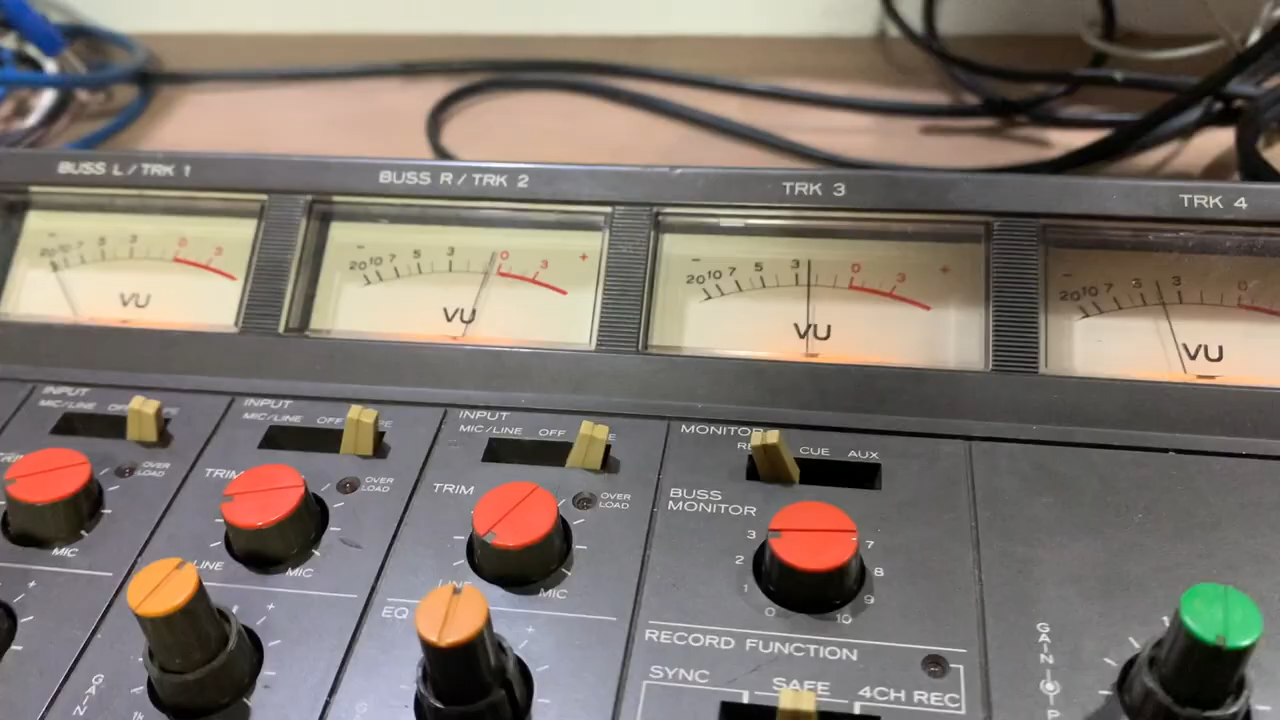 BUSS L / TRK 1
BUSS R / TRK 2
TRK 3
TRK 4
- 20 10 7 5 3 0 3
VU
- 20 10 7 5 3 0 3 +
VU
- 20 10 7 5 3 0 3 +
VU
- 20 10 7 3 3 0
VU
INPUT
MIC/LINE OFF
OVER
LOAD
MIC
INPUT
MIC/LINE OFF
TRIM
OVER
LOAD
LINE MIC
INPUT
MIC/LINE OFF
TRIM
OVER
LOAD
LINE MIC
EQ
MONITOR
CUE AUX
BUSS
MONITOR
0 1 2 3 7 8 9 10
RECORD FUNCTION
SYNC SAFE 4CH REC
GAIN
GAIN